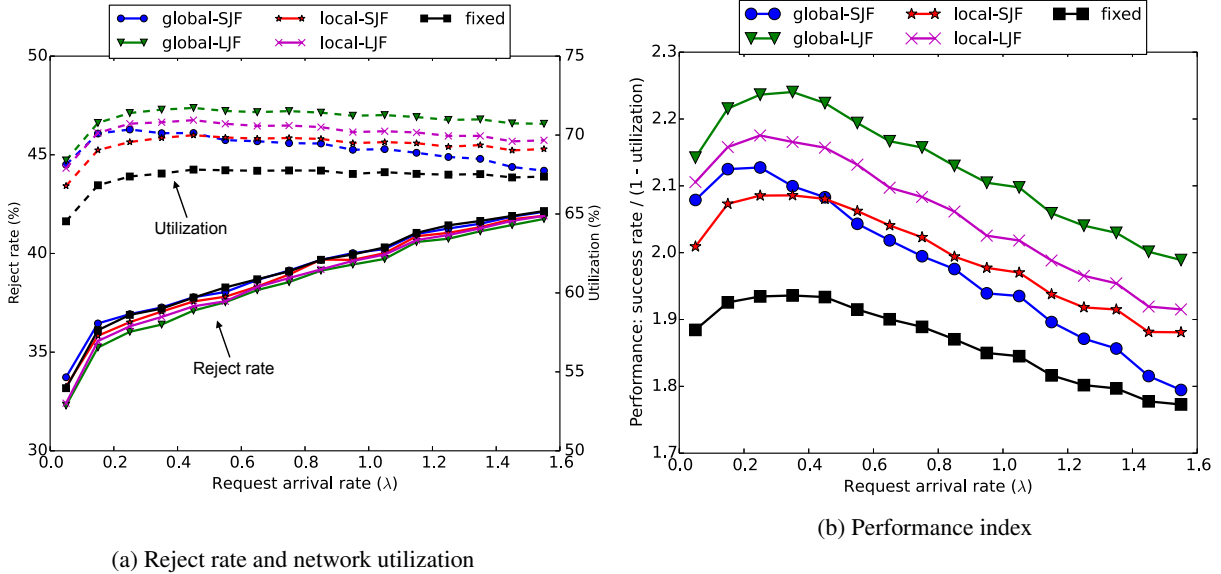 global-SJF local-SJF fixed
global-LJF local-LJF
50
45
40
35
30
Reject rate (%)
75
70
65
60
55
50
Utilization (%)
Utilization
Reject rate
0.0 0.2 0.4 0.6 0.8 1.0 1.2 1.4 1.6
Request arrival rate (λ)
(a) Reject rate and network utilization
global-SJF local-SJF fixed
global-LJF local-LJF
2.3
2.2
2.1
2.0
1.9
1.8
1.7
Performance: success rate / (1 - utilization)
0.0 0.2 0.4 0.6 0.8 1.0 1.2 1.4 1.6
Request arrival rate (λ)
(b) Performance index